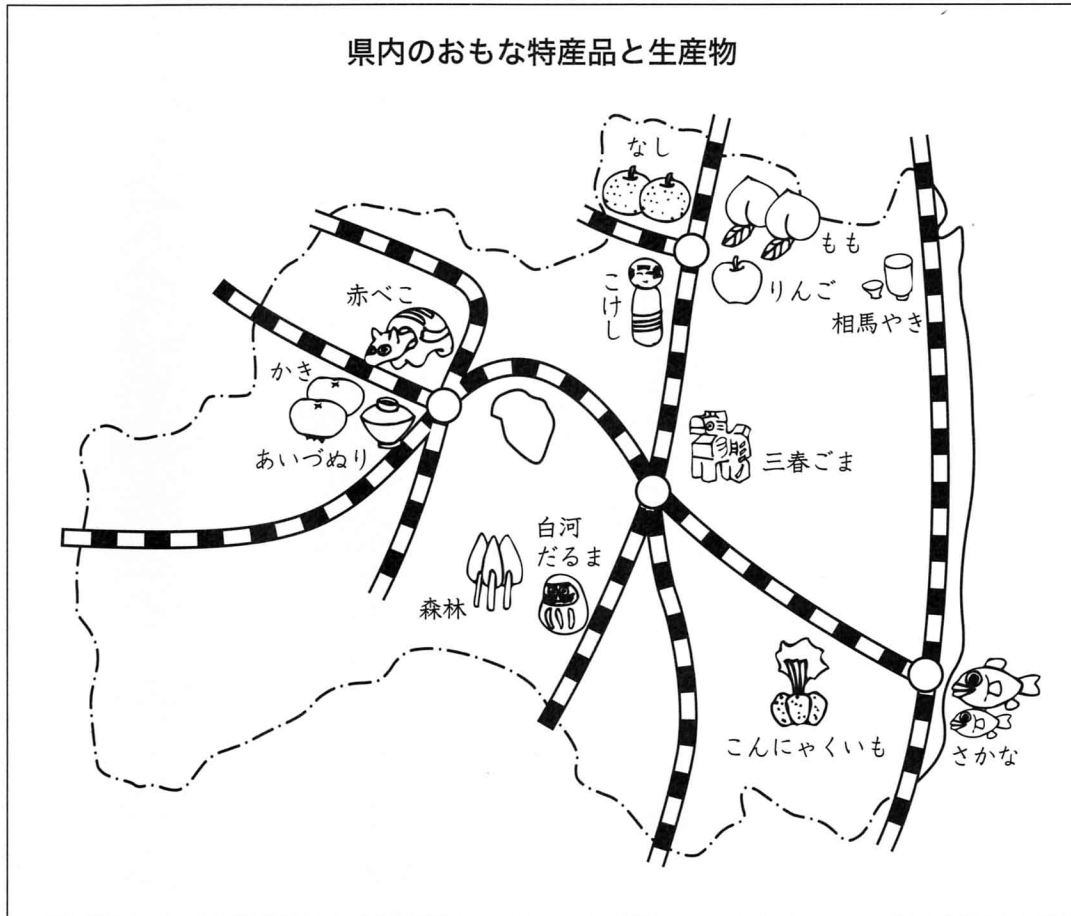 県内のおもな特産品と生産物
なし
もも
りんご
相馬やき
こけし
赤べこ
かき
あいづぬり
三春ごま
白河
だるま
森林
こんにゃくいも
さかな